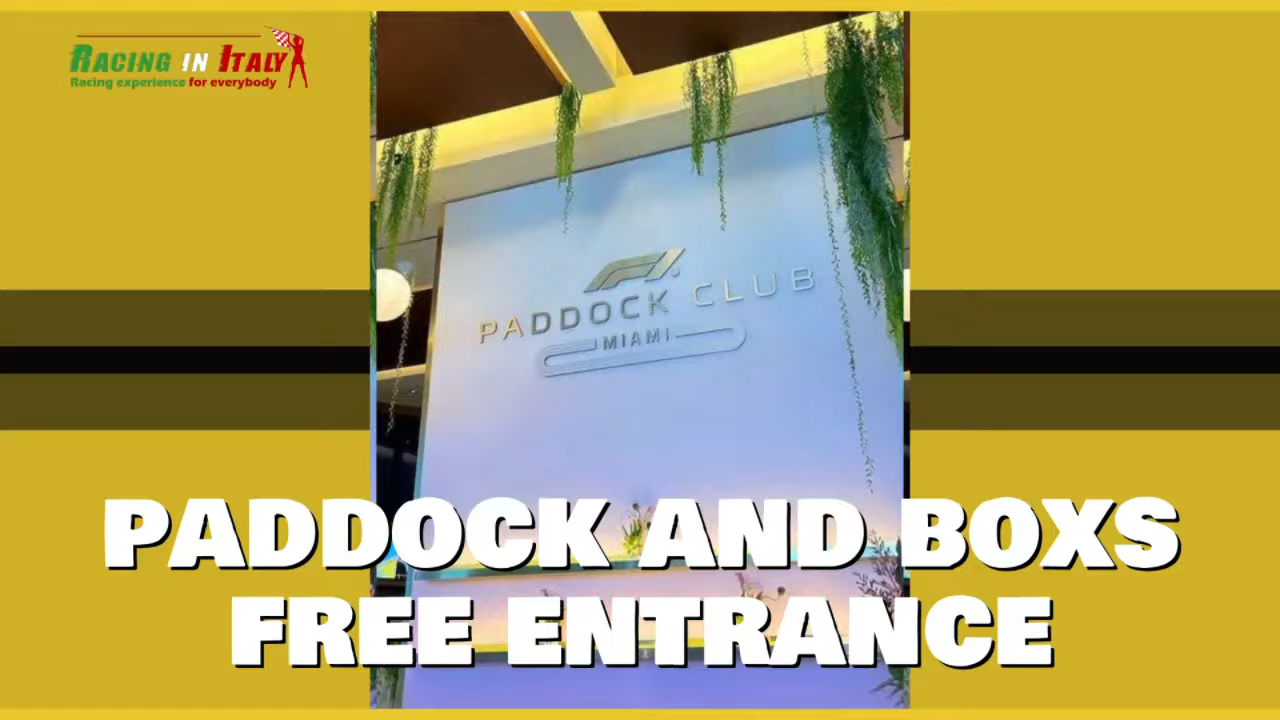 RACING IN ITALY
Racing experience for everybody
F1
PADDOCK CLUB
MIAMI
PADDOCK AND BOXS
FREE ENTRANCE